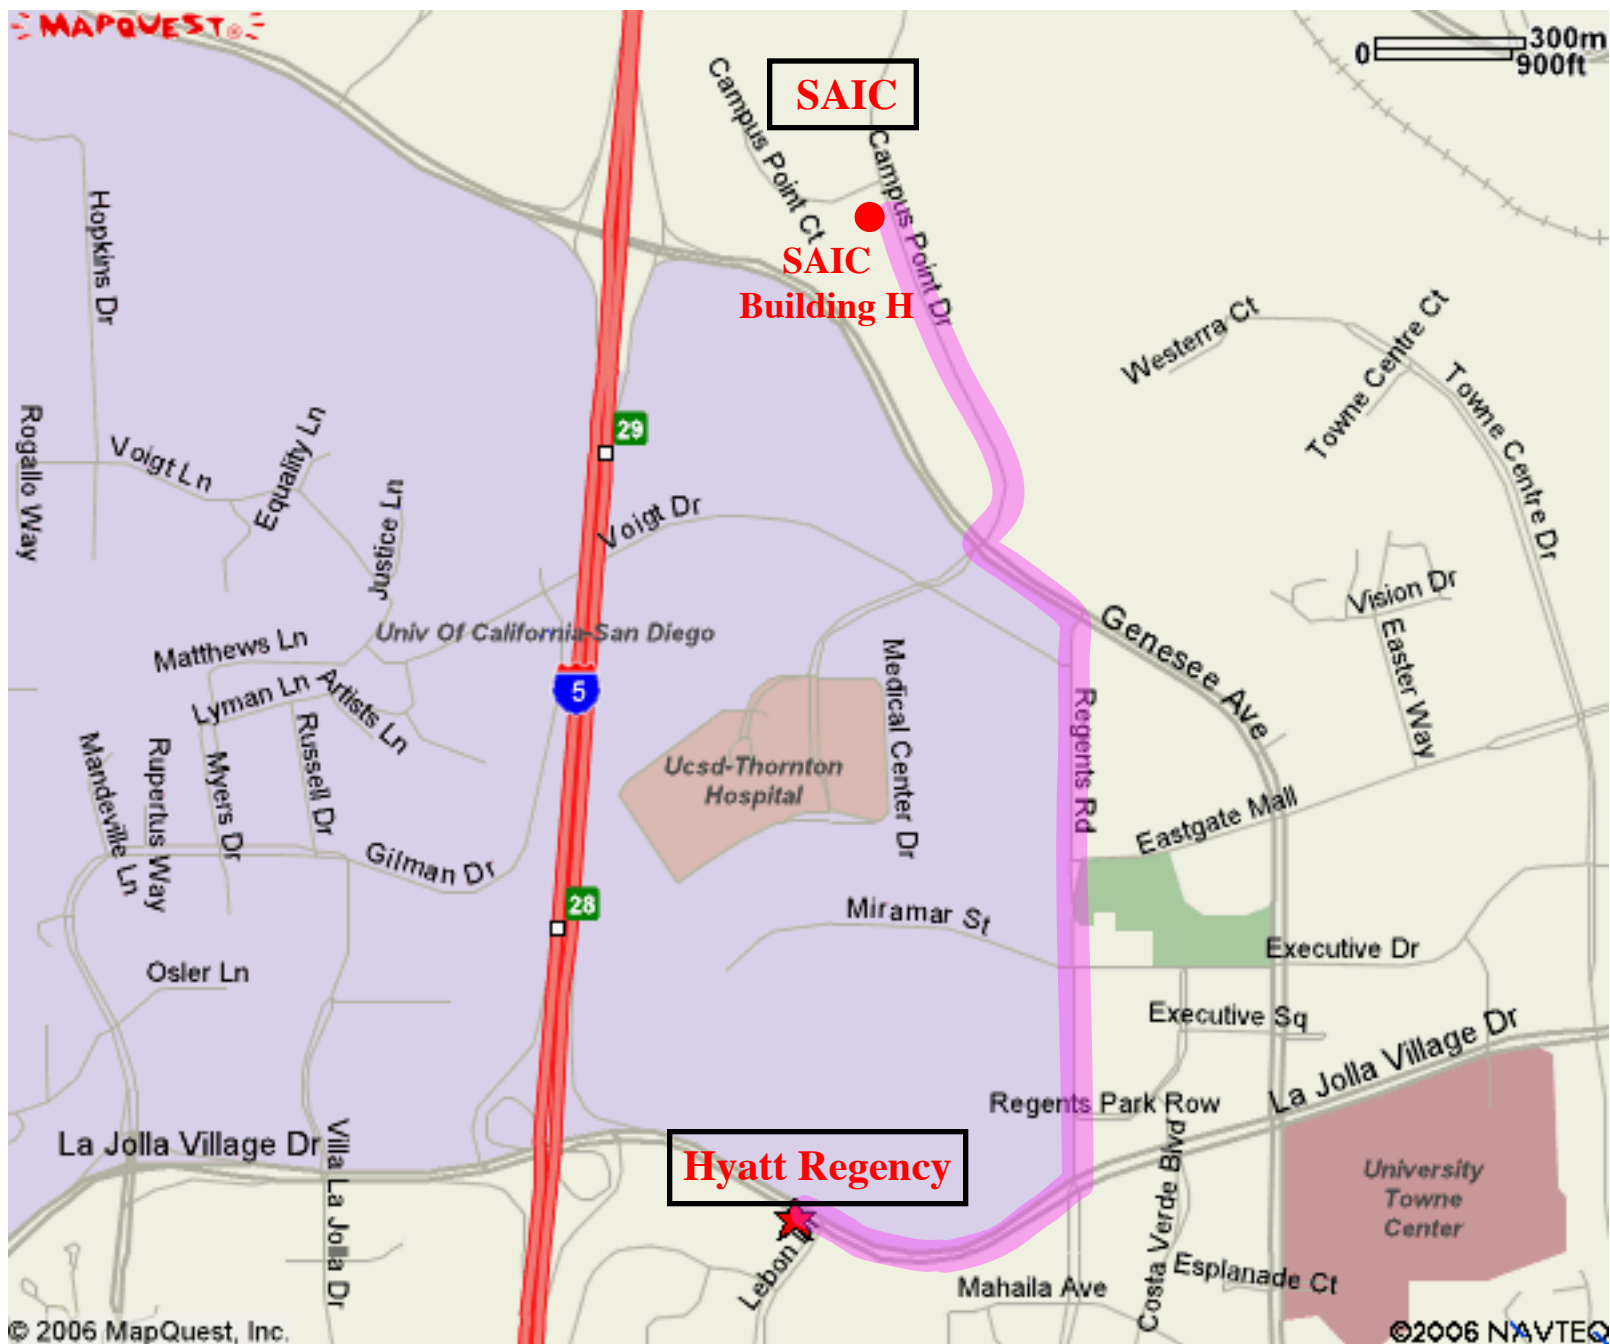 MAPQUEST®
300m
0
900ft
SAIC
Campus Point Ct
Campus Point Dr
SAIC
Building H
Hopkins Dr
Westerra Ct
Towne Centre Ct
Towne Centre Dr
Rogallo Way
Voigt Ln
Equality Ln
Justice Ln
29
Voigt Dr
Vision Dr
Easter Way
Genesee Ave
Univ Of California-San Diego
Matthews Ln
Lyman Ln
Artists Ln
5
Medical Center Dr
Regents Rd
Mandeville Ln
Rupertus Way
Myers Dr
Russell Dr
Ucsd-Thornton
Hospital
Eastgate Mall
Gilman Dr
28
Miramar St
Executive Dr
Osler Ln
Executive Sq
La Jolla Village Dr
Regents Park Row
La Jolla Village Dr
Villa La Jolla Dr
Hyatt Regency
Costa Verde Blvd
University
Towne
Center
Lebon Dr
Mahaila Ave
Esplanade Ct
© 2006 MapQuest, Inc.
©2006 NAVTEQ